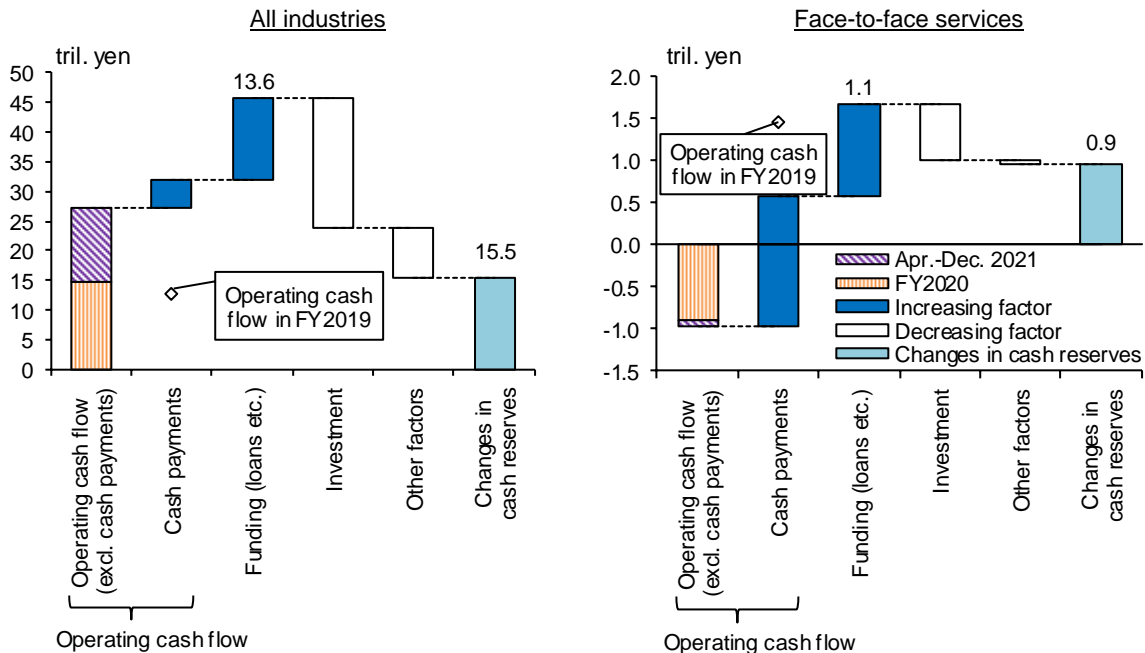 All industries
tril. yen
50
45
40
35
30
25
20
15
10
5
0
13.6
15.5
Operating cash
flow in FY2019
Operating cash flow
(excl. cash payments)
Cash payments
Funding (loans etc.)
Investment
Other factors
Changes in
cash reserves
Operating cash flow
Face-to-face services
tril. yen
2.0
1.5
1.0
0.5
0.0
-0.5
-1.0
-1.5
1.1
0.9
Operating cash
flow in FY2019
Apr.-Dec. 2021
FY2020
Increasing factor
Decreasing factor
Changes in cash reserves
Operating cash flow
(excl. cash payments)
Cash payments
Funding (loans etc.)
Investment
Other factors
Changes in
cash reserves
Operating cash flow